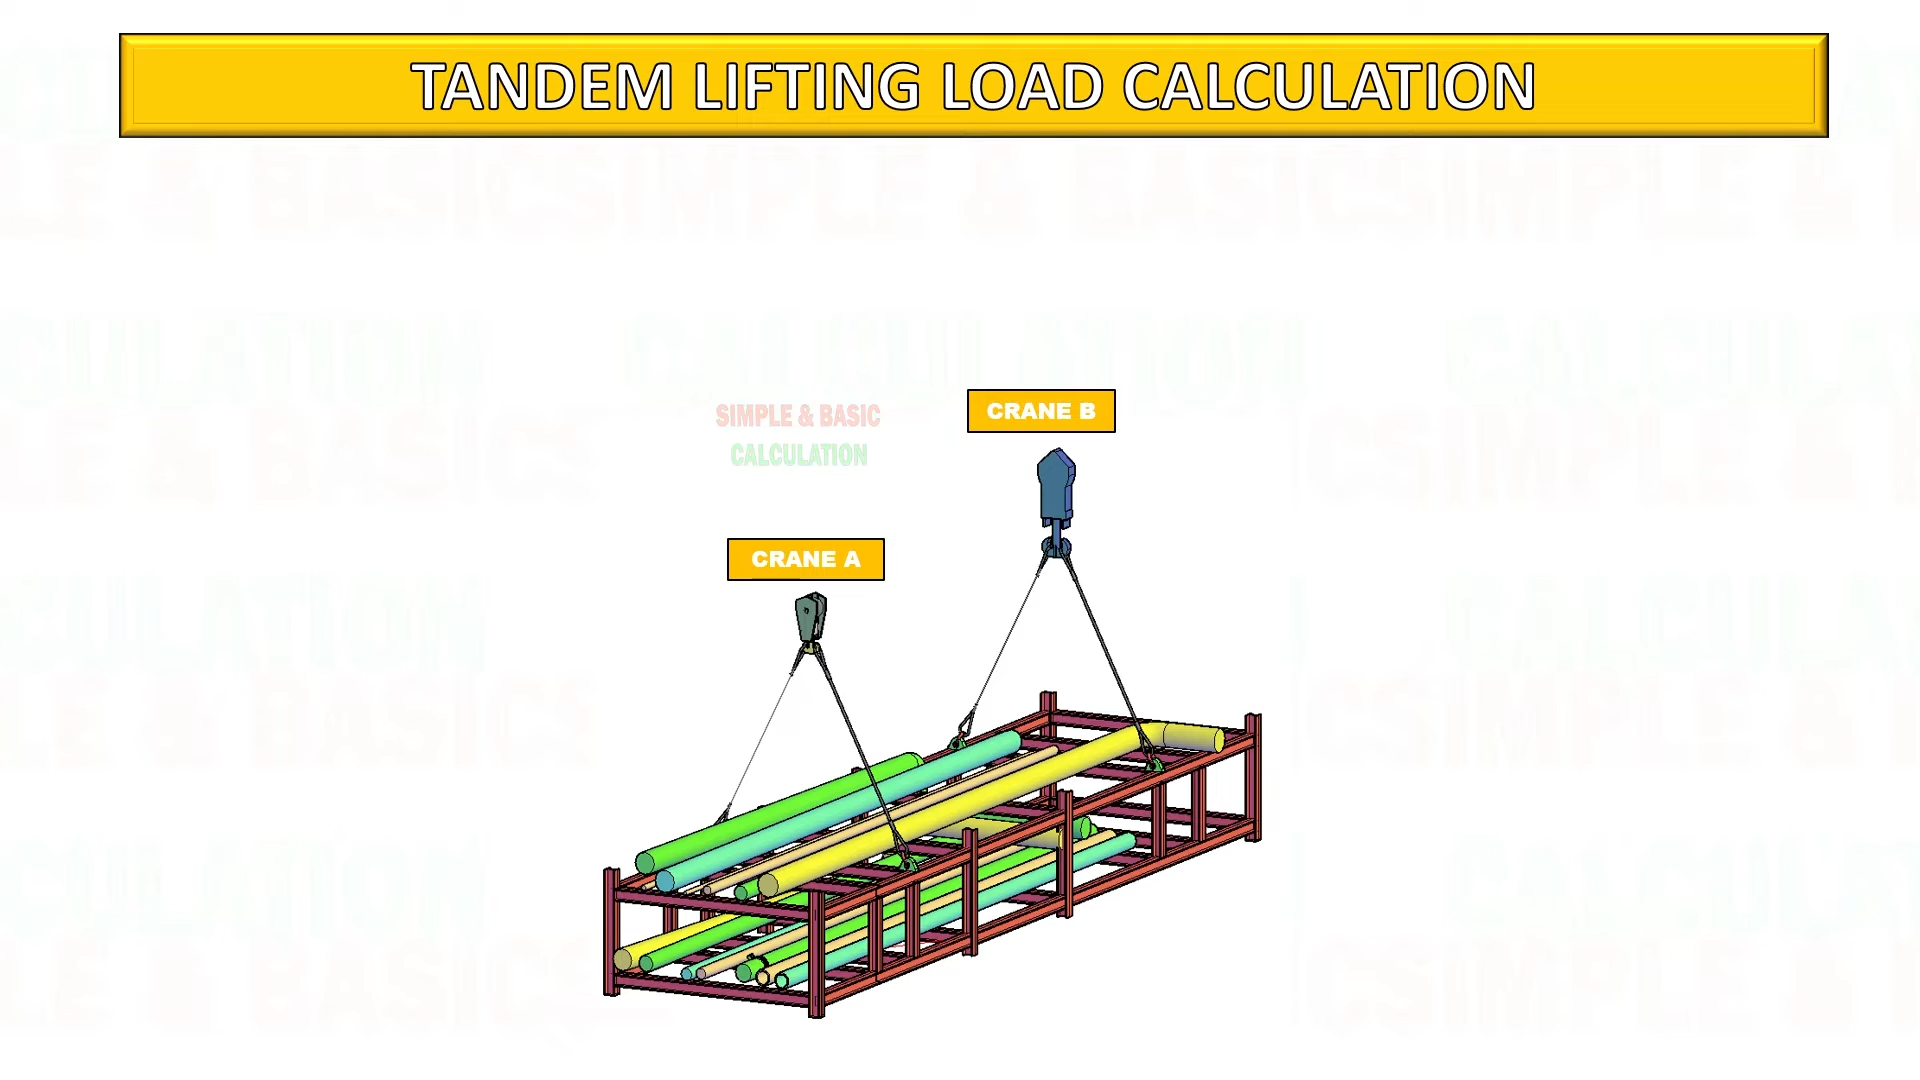 TANDEM LIFTING LOAD CALCULATION
SIMPLE & BASIC
CALCULATION
CRANE B
CRANE A